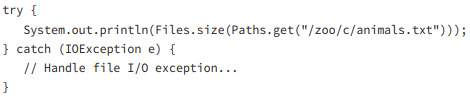 try {
   System.out.println(Files.size(Paths.get("/zoo/c/animals.txt")));
} catch (IOException e) {
   // Handle file I/O exception...
}